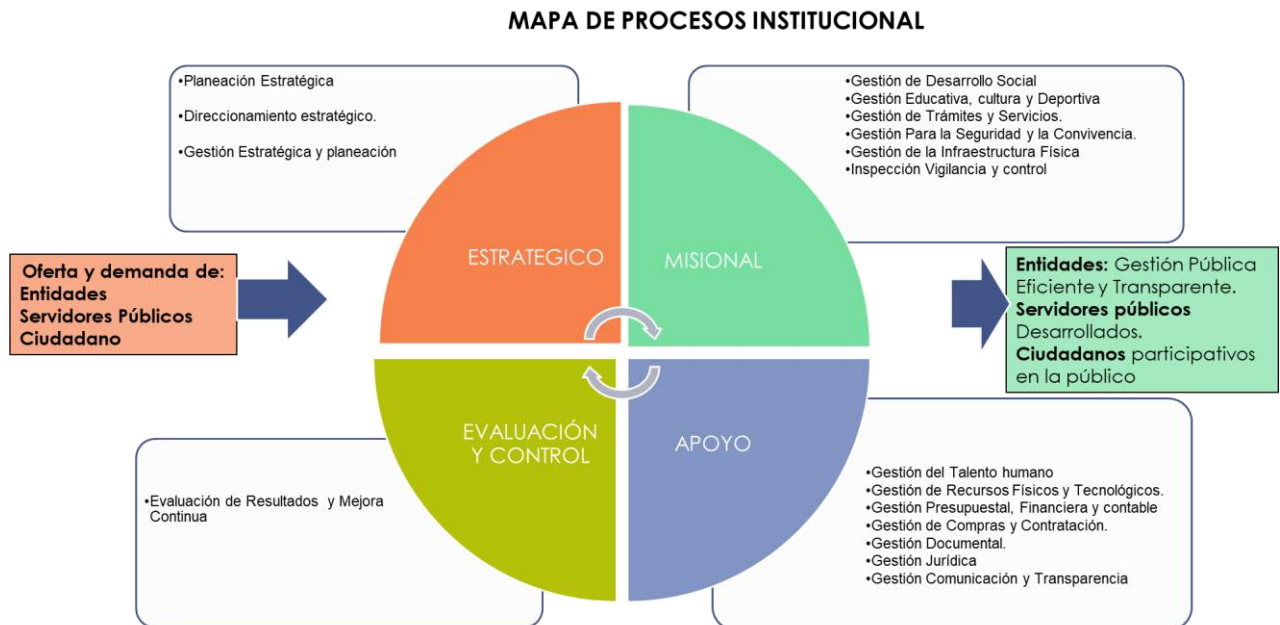 MAPA DE PROCESOS INSTITUCIONAL
•Planeación Estratégica
•Direccionamiento estratégico.
•Gestión Estratégica y planeación
•Gestión de Desarrollo Social
•Gestión Educativa, cultura y Deportiva
•Gestión de Trámites y Servicios.
•Gestión Para la Seguridad y la Convivencia.
•Gestión de la Infraestructura Física
•Inspección Vigilancia y control
ESTRATEGICO
MISIONAL
Oferta y demanda de:
Entidades
Servidores Públicos
Ciudadano
Entidades: Gestión Pública
Eficiente y Transparente.
Servidores públicos
Desarrollados.
Ciudadanos participativos
en la público
EVALUACIÓN
Y CONTROL
APOYO
•Evaluación de Resultados y Mejora
Continua
•Gestión del Talento humano
•Gestión de Recursos Físicos y Tecnológicos.
•Gestión Presupuestal, Financiera y contable
•Gestión de Compras y Contratación.
•Gestión Documental.
•Gestión Jurídica
•Gestión Comunicación y Transparencia